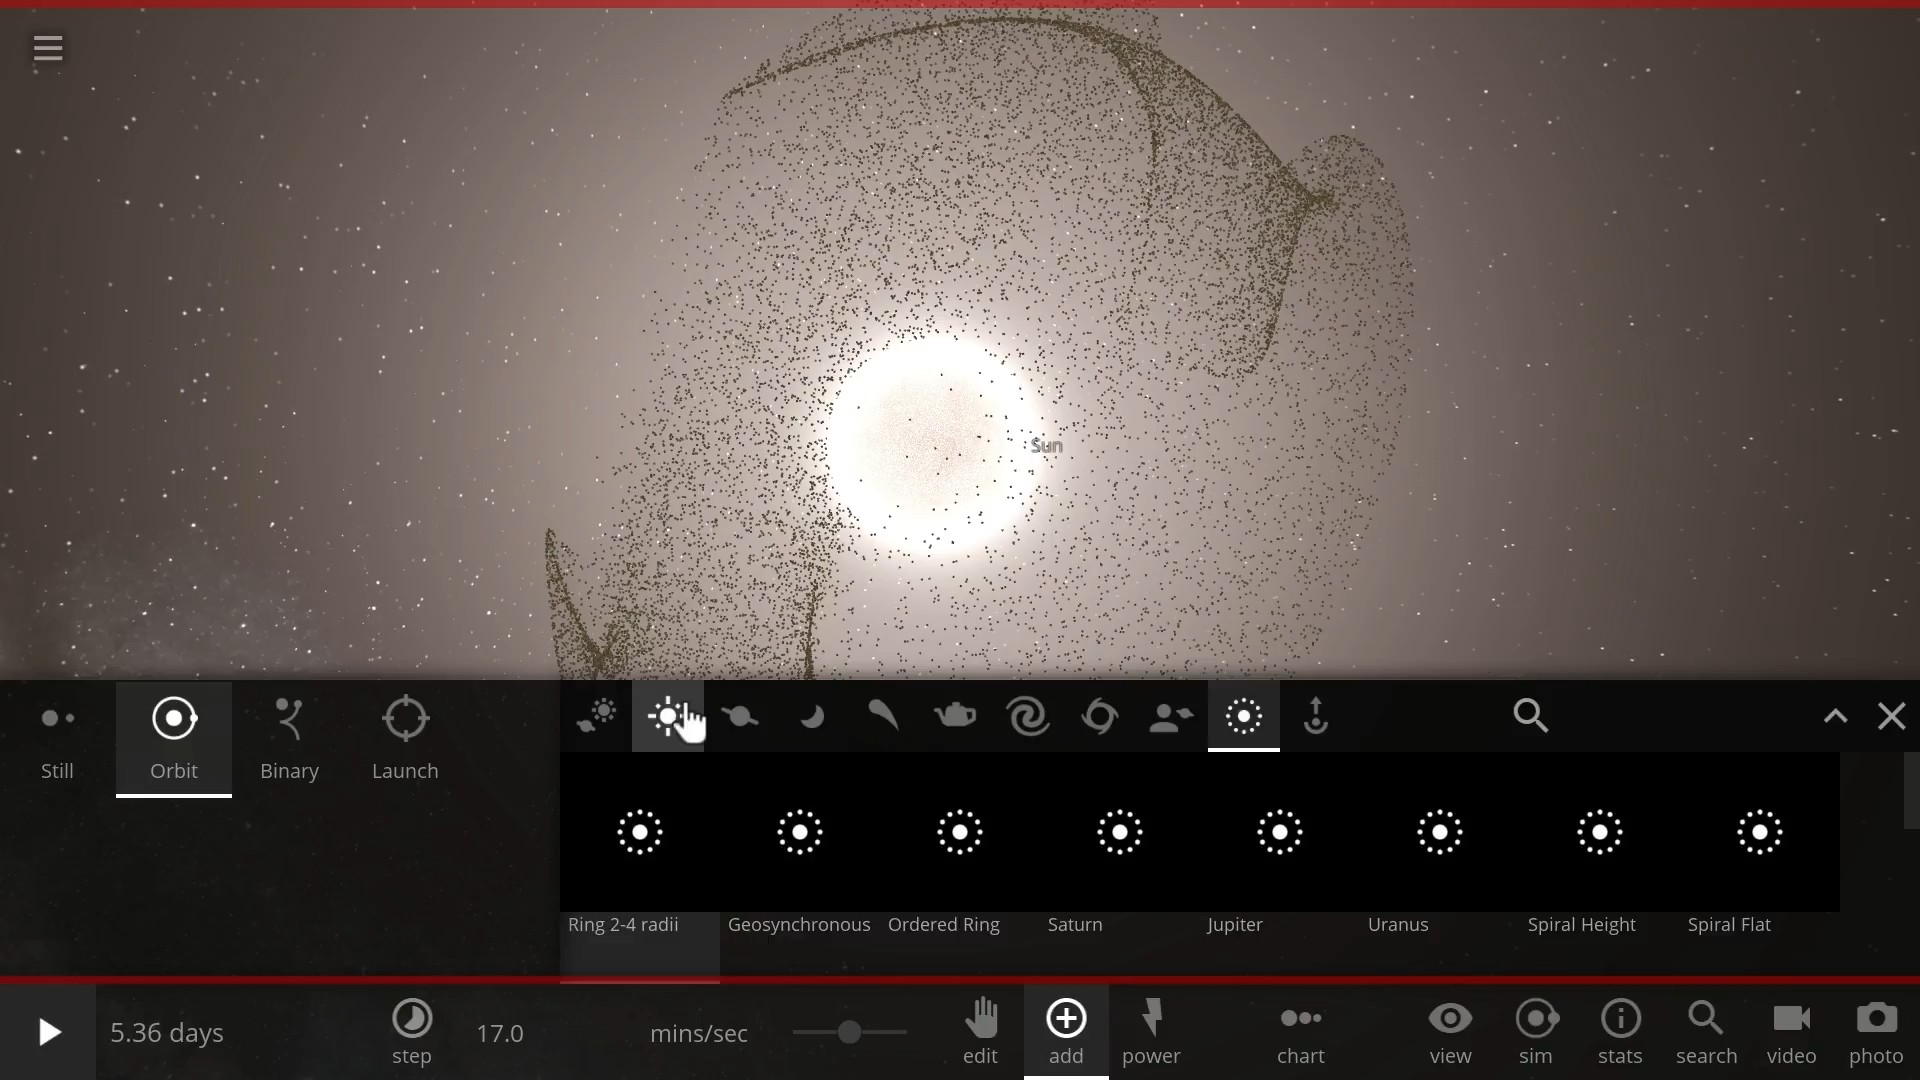 Sun
Still
Orbit
Binary
Launch
Ring 2-4 radii
Geosynchronous
Ordered Ring
Saturn
Jupiter
Uranus
Spiral Height
Spiral Flat
5.36 days
step
17.0
mins/sec
edit
add
power
chart
view
sim
stats
search
video
photo